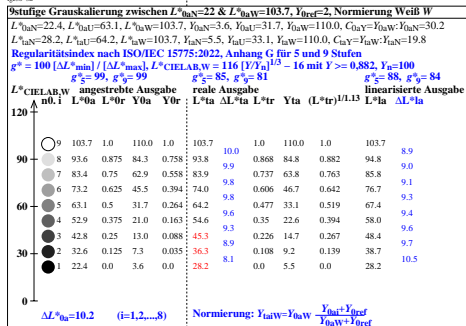 9stufige Grauskalierung zwischen L*0aN=22 & L*0aW=103.7, Y0ref=2, Normierung Weiß W
L*0aN=22.4, L*0aU=63.1, L*0aW=103.7, Y0aN=3.6, Y0aU=31.7, Y0aW=110.0, C0aY=Y0aW:Y0aN=30.2
L*taN=28.2, L*taU=64.2, L*taW=103.7, YtaN=5.5, YtaU=33.1, YtaW=110.0, CtaY=YtaW:YtaN=19.8
Regularitätsindex nach ISO/IEC 15775:2022, Anhang G für 5 und 9 Stufen
g* = 100 [ΔL*min] / [ΔL*max], L*CIELAB,W = 116 [Y/Yn]1/3 − 16 mit Y >= 0,882, Yn=100
g*5= 99, g*9= 99 g*5= 85, g*9= 81 g*5= 88, g*9= 84
L*CIELAB,W angestrebte Ausgabe reale Ausgabe linearisierte Ausgabe
n0. i L*0a L*0r Y0a Y0r L*ta ΔL*ta L*tr Yta (L*tr)1/1.13 L*la ΔL*la
120
9 103.7 1.0 110.0 1.0 103.7 1.0 110.0 1.0 103.7
10.0 8.9
90 8 93.6 0.875 84.3 0.758 93.8 0.868 84.8 0.882 94.8
9.9 9.0
7 83.4 0.75 62.9 0.558 83.9 0.737 63.8 0.763 85.8
9.8 9.1
6 73.2 0.625 45.5 0.394 74.0 0.606 46.7 0.642 76.7
9.8 9.3
60 5 63.1 0.5 31.7 0.264 64.2 0.477 33.1 0.519 67.4
9.6 9.4
4 52.9 0.375 21.0 0.163 54.6 0.35 22.6 0.394 58.0
9.3 9.6
3 42.8 0.25 13.0 0.088 45.3 0.226 14.7 0.267 48.4
8.9 9.7
30 2 32.6 0.125 7.3 0.035 36.3 0.108 9.2 0.139 38.7
8.1 10.5
1 22.4 0.0 3.6 0.0 28.2 0.0 5.5 0.0 28.2
0
ΔL*0a=10.2 (i=1,2,...,8) Normierung: YtaiW=Y0aW Y0ai+Y0ref
Y0aW+Y0ref